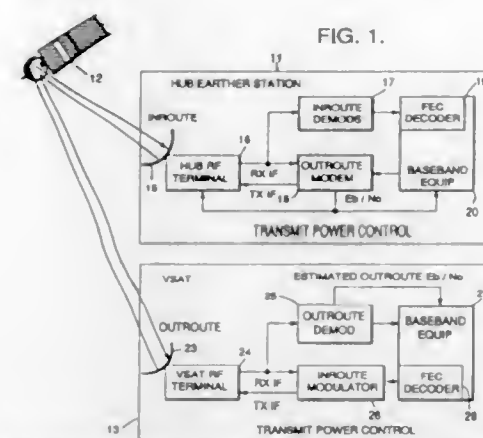 FIG. 1.
12
11
HUB EARTHER STATION
17
INROUTE
INROUTE DEMODS
FEC DECODER
16
HUB RF TERMINAL
RX IF
TX IF
OUTROUTE MODEM
Eb / No
BASEBAND EQUIP
20
TRANSMIT POWER CONTROL
VSAT
ESTIMATED OUTROUTE Eb / No
25
OUTROUTE
23
OUTROUTE DEMOD
BASEBAND EQUIP
24
VSAT RF TERMINAL
RX IF
TX IF
INROUTE MODULATOR
26
FEC DECODER
13
TRANSMIT POWER CONTROL